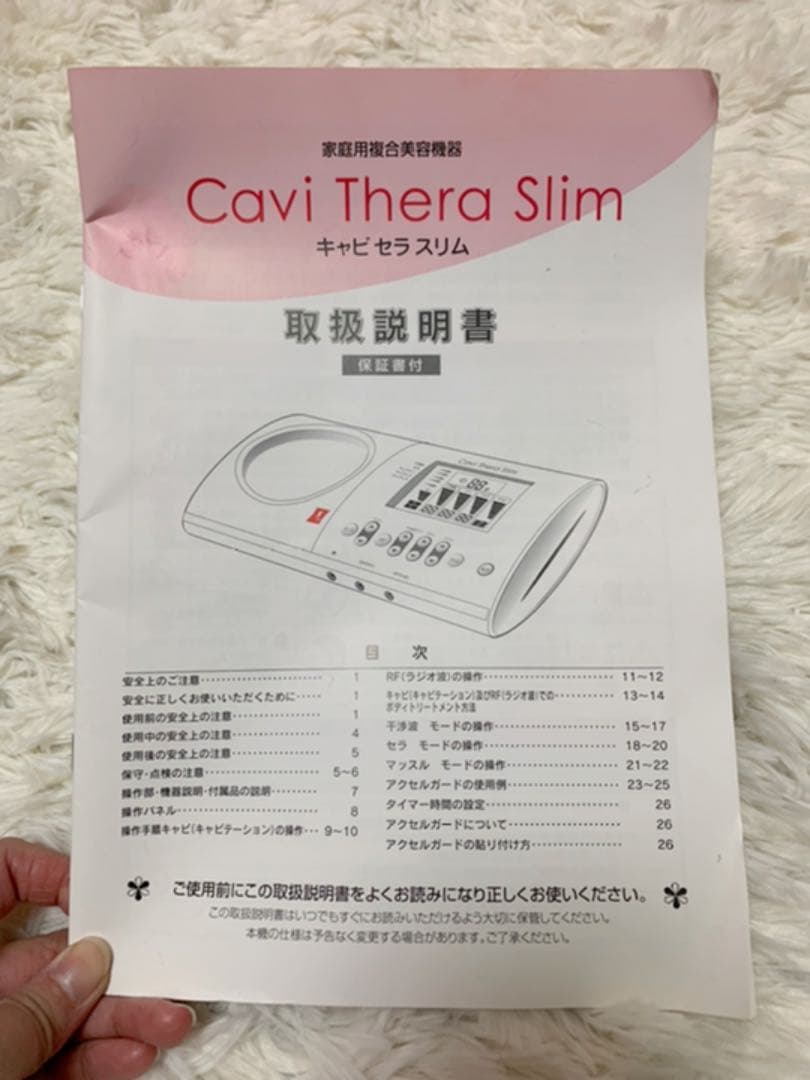 家庭用複合美容機器
Cavi Thera Slim
キャビ セラ スリム
取扱説明書
保証書付
Cavi Thera Slim
目 次
安全上のご注意 1
安全に正しくお使いいただくために 1
使用前の安全上の注意 1
使用中の安全上の注意 4
使用後の安全上の注意 5
保守・点検の注意 5〜6
操作部・機器説明・付属品の説明 7
操作パネル 8
操作手順キャビ(キャビテーション)の操作 9〜10
RF(ラジオ波)の操作 11〜12
キャビ(キャビテーション)及びRF(ラジオ波)での 13〜14
ボディトリートメント方法
干渉波 モードの操作 15〜17
セラ モードの操作 18〜20
マッスル モードの操作 21〜22
アクセルガードの使用例 23〜25
タイマー時間の設定 26
アクセルガードについて 26
アクセルガードの貼り付け方 26
ご使用前にこの取扱説明書をよくお読みになり正しくお使いください。
この取扱説明書はいつでもすぐにお読みいただけるよう大切に保管してください。
本機の仕様は予告なく変更する場合があります。ご了承ください。